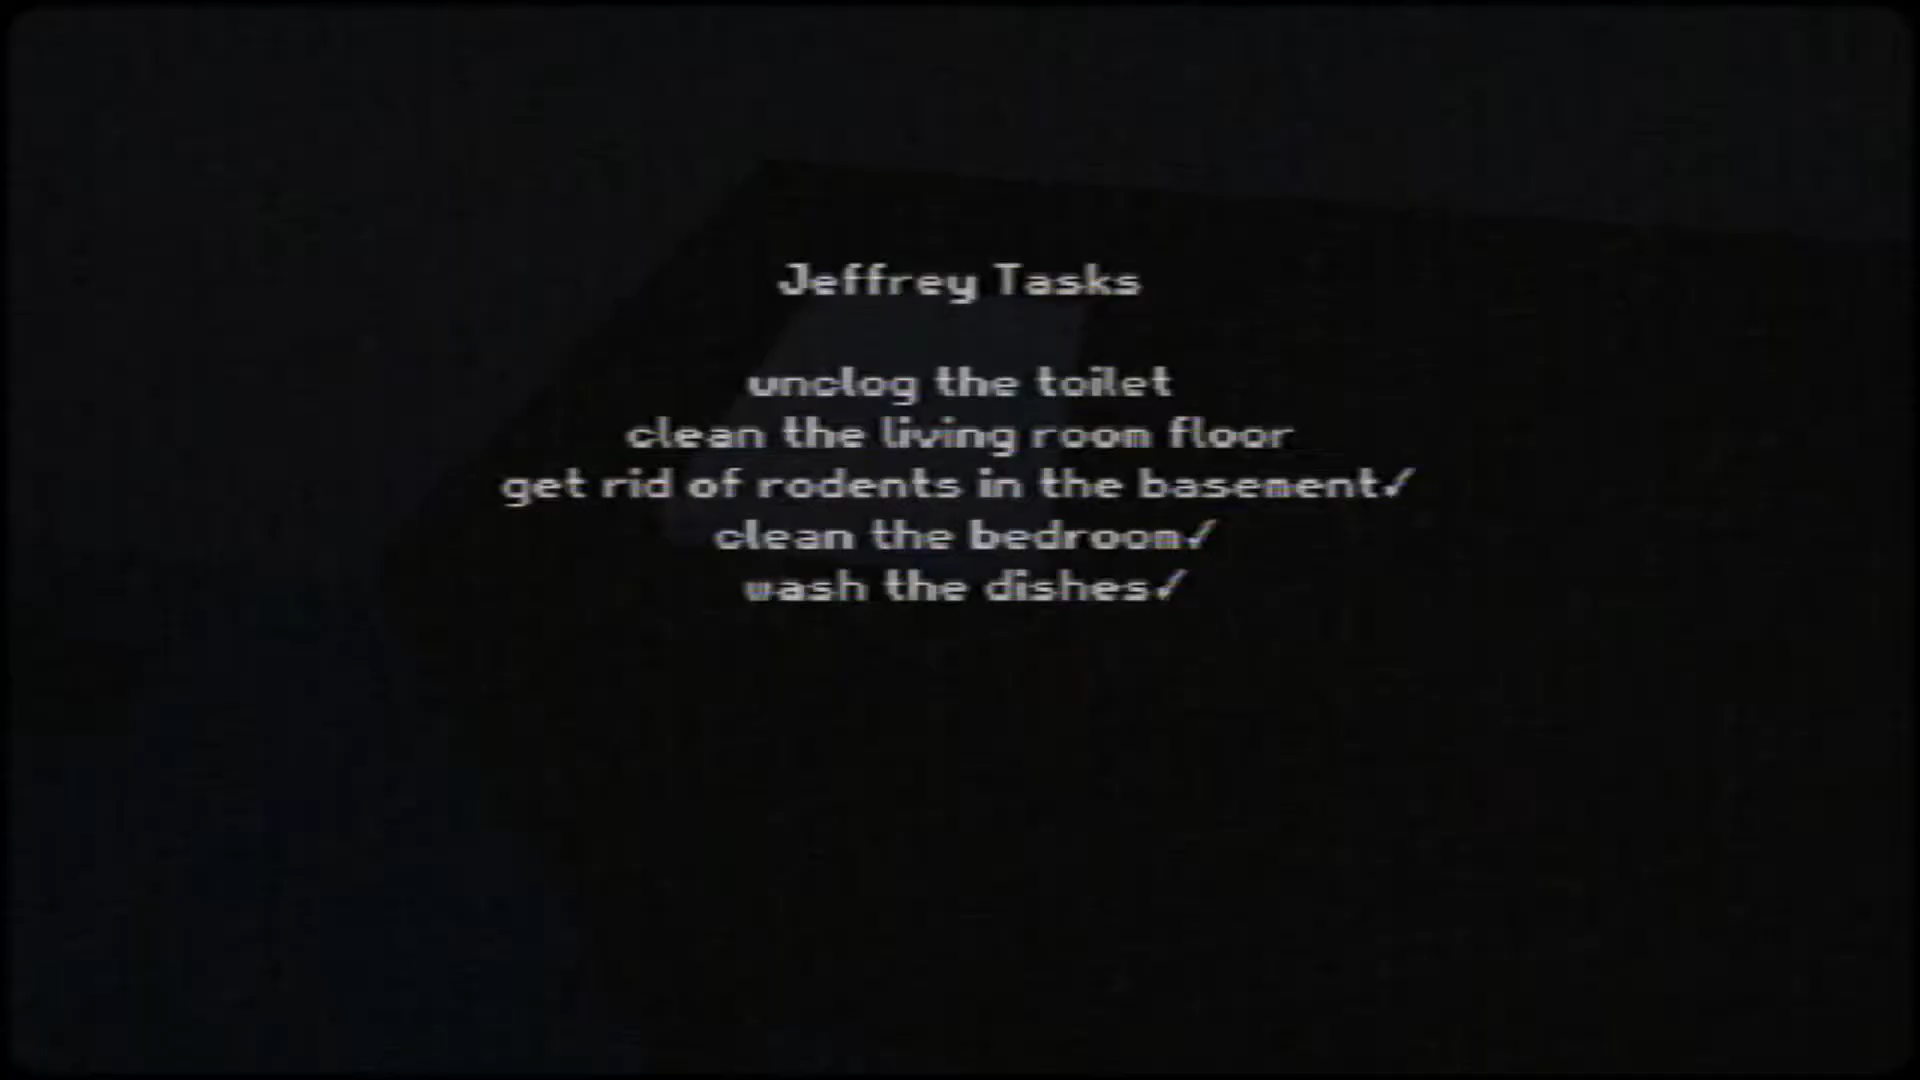 Jeffrey Tasks
unclog the toilet
clean the living room floor
get rid of rodents in the basement✓
clean the bedroom✓
wash the dishes✓